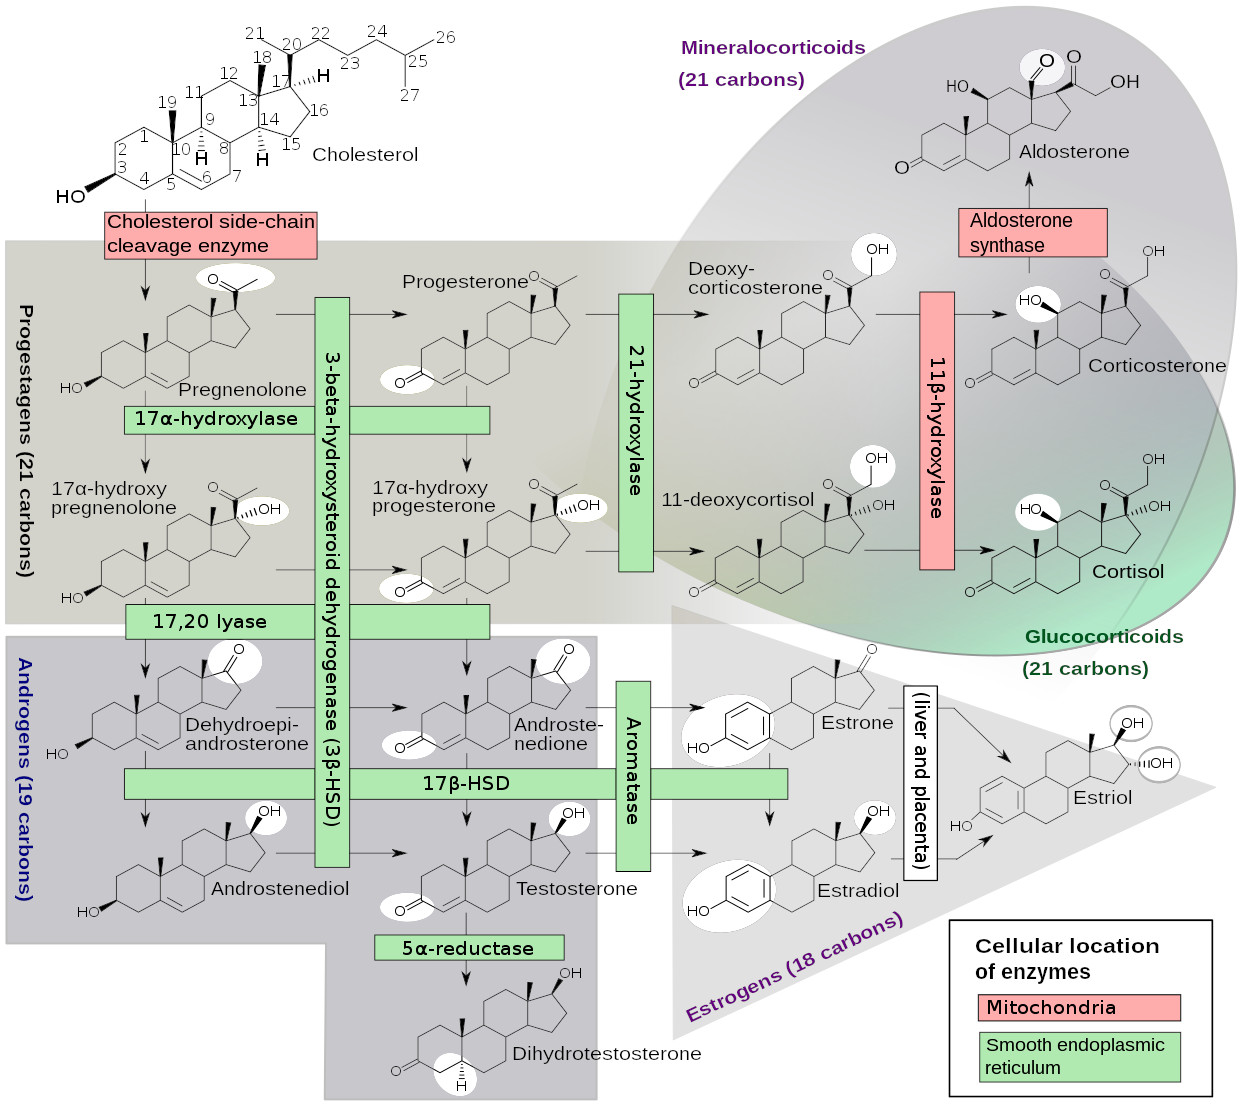 21
22
24
26
20
18
25
23
12
17
H
27
11
13
19
16
9
14
1
15
2
10
8
H
H
Cholesterol
3
4
5
6
7
HO
Cholesterol side-chain
cleavage enzyme
Mineralocorticoids
(21 carbons)
O
O
HO
OH
O
Aldosterone
Aldosterone
synthase
Progestagens (21 carbons)
O
HO
Pregnenolone
Progesterone
O
O
Deoxy-
corticosterone
OH
O
O
OH
O
HO
O
Corticosterone
17α-hydroxylase
3-beta-hydroxysteroid dehydrogenase (3β-HSD)
21-hydroxylase
11β-hydroxylase
17α-hydroxy
pregnenolone
O
OH
HO
17α-hydroxy
progesterone
O
OH
O
11-deoxycortisol
OH
O
OH
O
OH
O
HO
OH
O
Cortisol
Glucocorticoids
(21 carbons)
17,20 lyase
Androgens (19 carbons)
O
HO
Dehydroepi-
androsterone
O
O
Androste-
nedione
Aromatase
O
HO
Estrone
(liver and placenta)
OH
OH
HO
Estriol
17β-HSD
OH
HO
Androstenediol
OH
O
Testosterone
OH
HO
Estradiol
Estrogens (18 carbons)
5α-reductase
OH
O
H
Dihydrotestosterone
Cellular location
of enzymes
Mitochondria
Smooth endoplasmic
reticulum